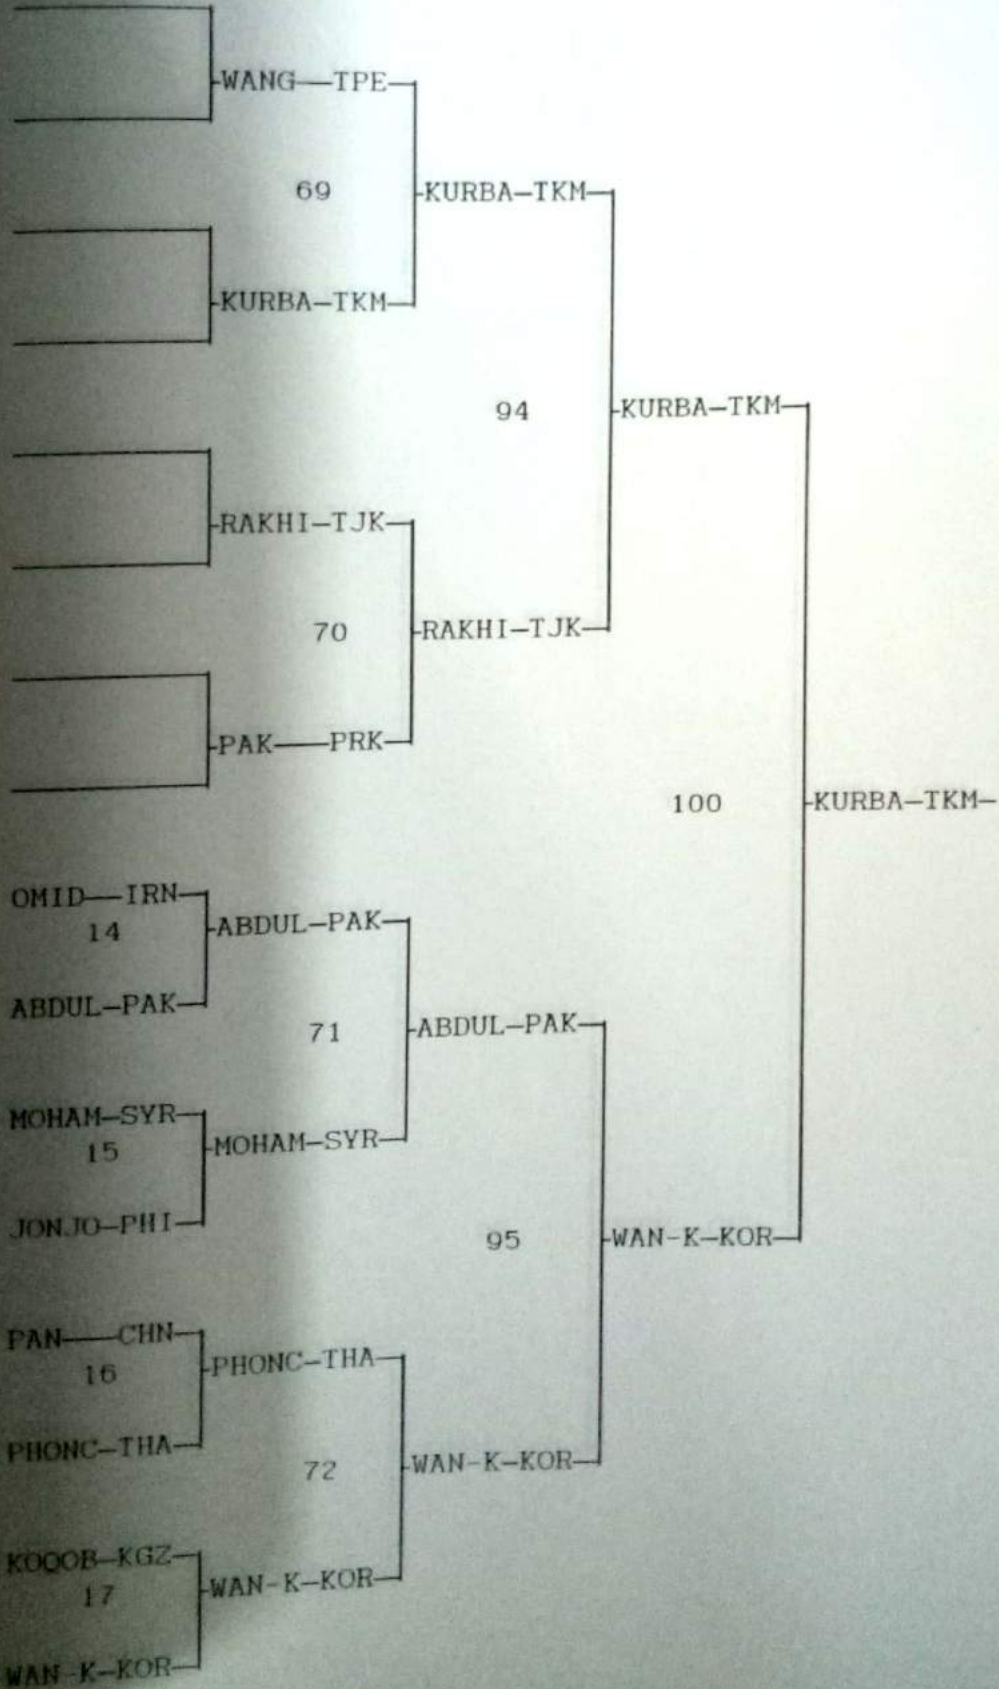 WANG—TPE
69
KURBA-TKM
KURBA-TKM
94
KURBA-TKM
RAKHI-TJK
70
RAKHI-TJK
PAK—PRK
100
KURBA-TKM
OMID—IRN
14
ABDUL-PAK
ABDUL-PAK
71
ABDUL-PAK
MOHAM-SYR
15
MOHAM-SYR
JONJO-PHI
95
WAN-K-KOR
PAN—CHN
16
PHONC-THA
PHONC-THA
72
WAN-K-KOR
KOQOB-KGZ
17
WAN-K-KOR
WAN-K-KOR